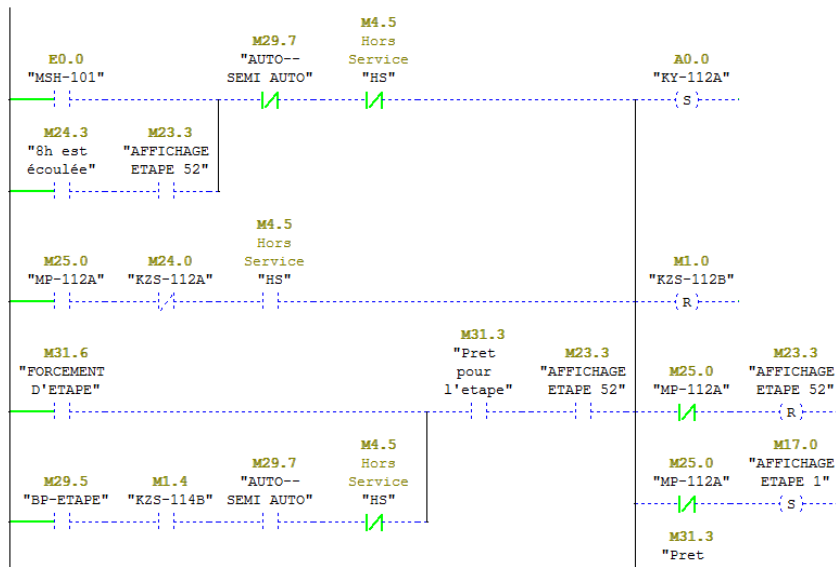 E0.0
"MSH-101"
M29.7
"AUTO--
SEMI AUTO"
M4.5
Hors
Service
"HS"
A0.0
"KY-112A"
S
M24.3
"8h est
écoulée"
M23.3
"AFFICHAGE
ETAPE 52"
M25.0
"MP-112A"
M24.0
"KZS-112A"
M4.5
Hors
Service
"HS"
M1.0
"KZS-112B"
R
M31.6
"FORCEMENT
D'ETAPE"
M31.3
"Pret
pour
l'etape"
M23.3
"AFFICHAGE
ETAPE 52"
M25.0
"MP-112A"
M23.3
"AFFICHAGE
ETAPE 52"
R
M29.5
"BP-ETAPE"
M1.4
"KZS-114B"
M29.7
"AUTO--
SEMI AUTO"
M4.5
Hors
Service
"HS"
M25.0
"MP-112A"
M17.0
"AFFICHAGE
ETAPE 1"
S
M31.3
"Pret